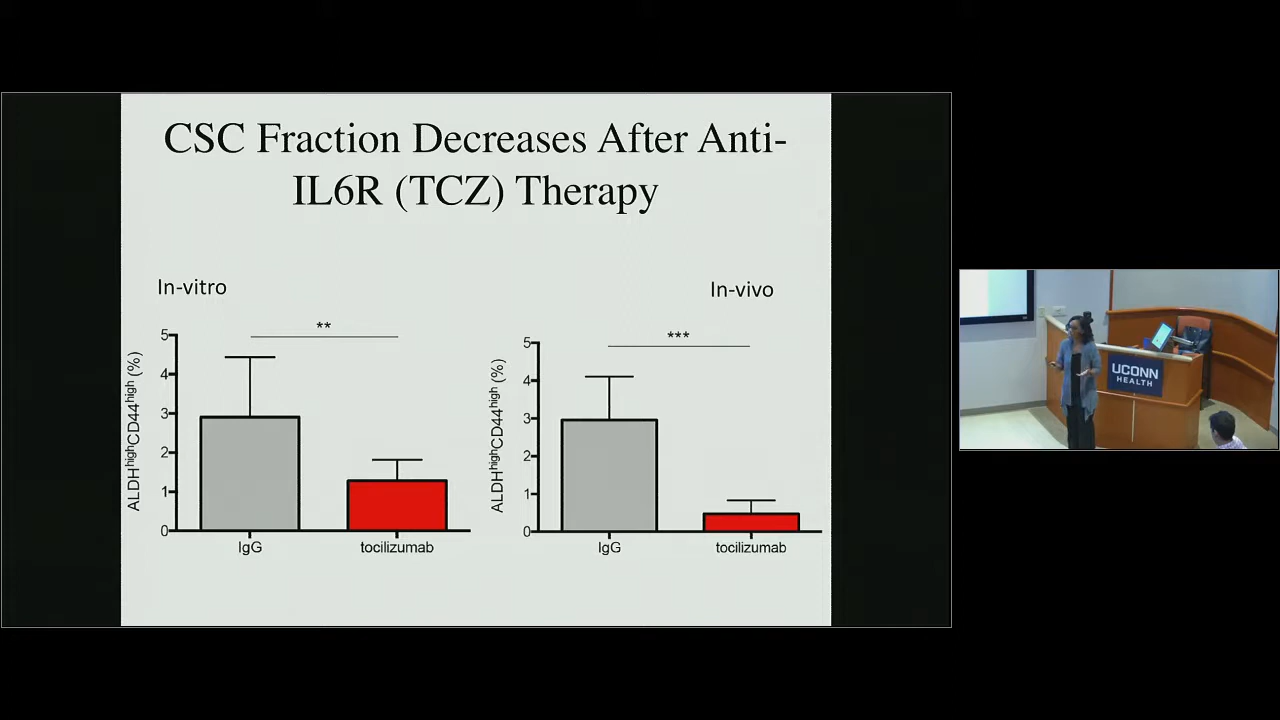 CSC Fraction Decreases After Anti-
IL6R (TCZ) Therapy
In-vitro
In-vivo
**
5
4
3
2
1
0
ALDHhighCD44high (%)
IgG
tocilizumab
***
5
4
3
2
1
0
ALDHhighCD44high (%)
IgG
tocilizumab
UCONN
HEALTH